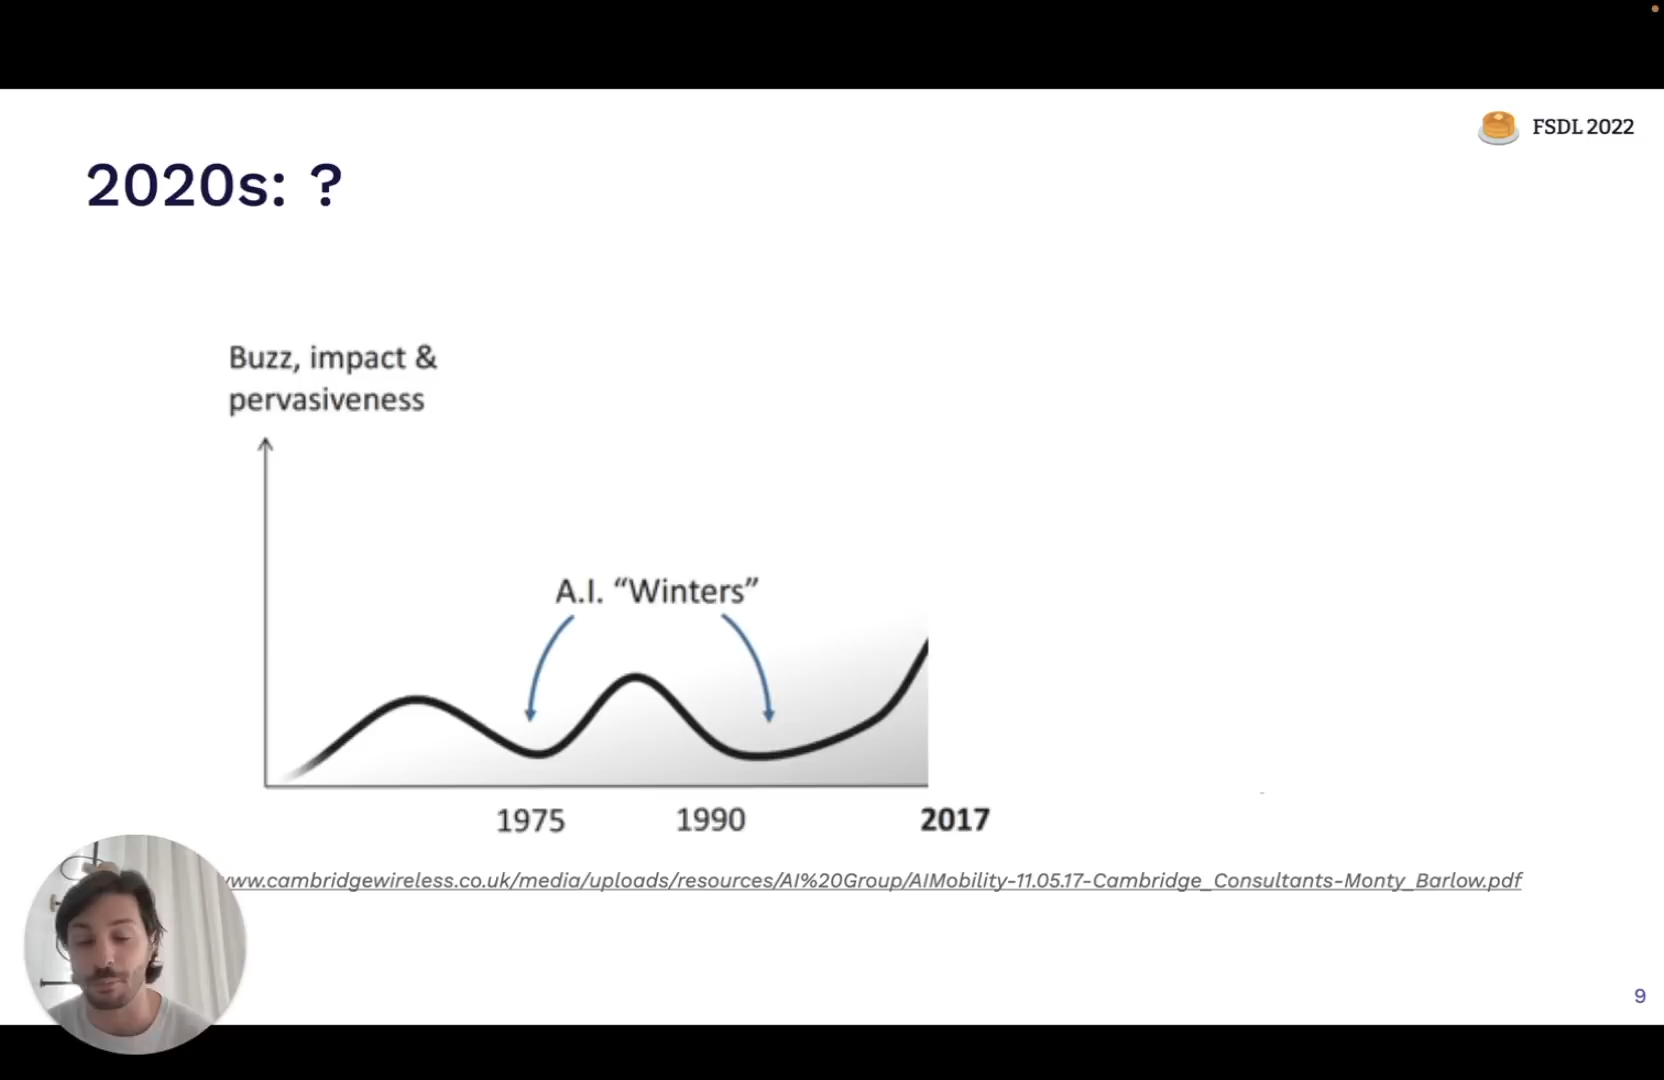 FSDL 2022
2020s: ?
Buzz, impact &
pervasiveness
A.I. “Winters”
1975 1990 2017
www.cambridgewireless.co.uk/media/uploads/resources/AI%20Group/AIMobility-11.05.17-Cambridge_Consultants-Monty_Barlow.pdf
9